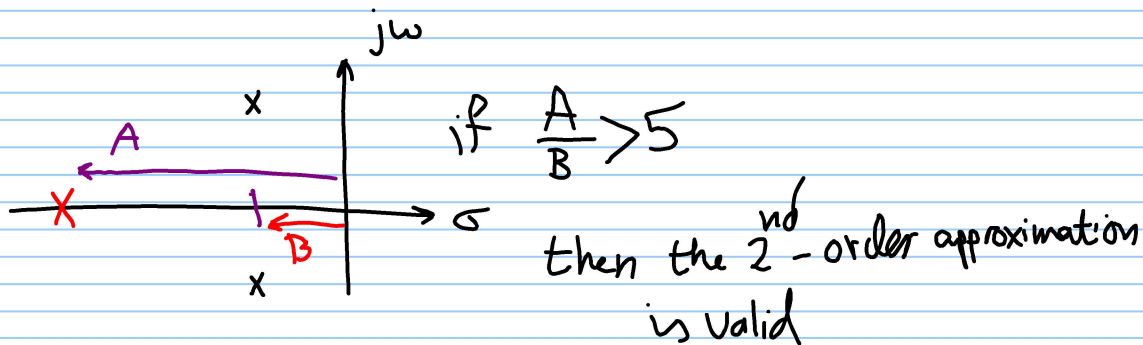 jω
A
if A/B > 5
σ
B
then the 2nd-order approximation
is valid